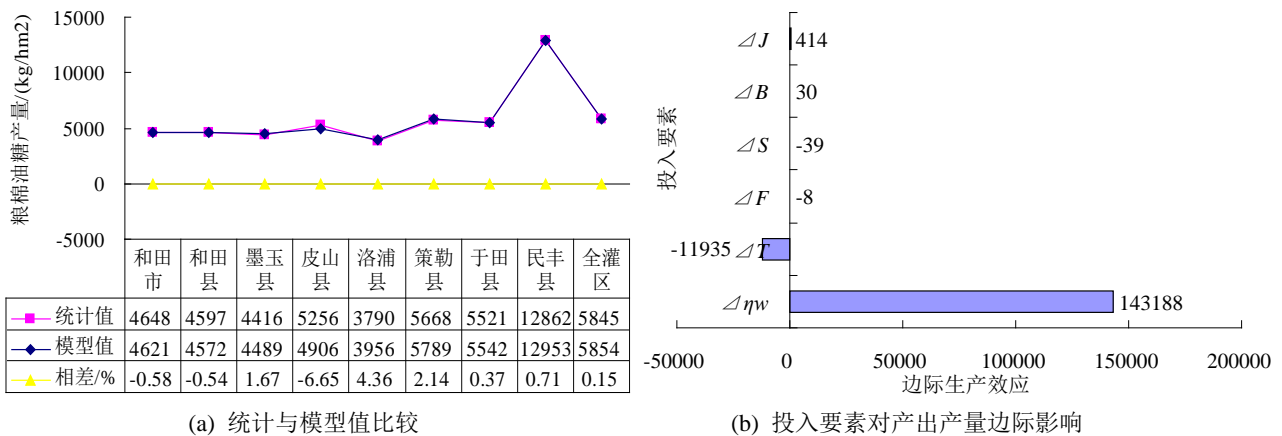 15000
10000
5000
0
-5000
粮棉油糖产量/(kg/hm2)
和田市 和田县 墨玉县 皮山县 洛浦县 策勒县 于田县 民丰县 全灌区
统计值 4648 4597 4416 5256 3790 5668 5521 12862 5845
模型值 4621 4572 4489 4906 3956 5789 5542 12953 5854
相差/% -0.58 -0.54 1.67 -6.65 4.36 2.14 0.37 0.71 0.15
(a) 统计与模型值比较
投入要素
⊿J 414
⊿B 30
⊿S -39
⊿F -8
-11935 ⊿T
⊿ηw 143188
-50000 0 50000 100000 150000 200000
边际生产效应
(b) 投入要素对产出产量边际影响